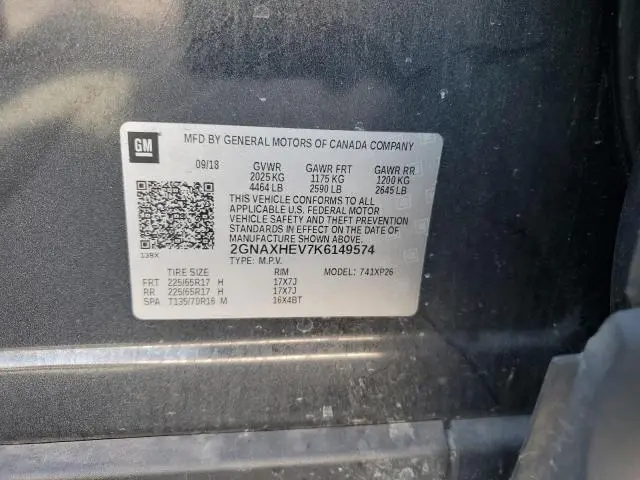 GM
MFD BY GENERAL MOTORS OF CANADA COMPANY
09/18 GVWR GAWR FRT GAWR RR
2025 KG 1175 KG 1200 KG
4464 LB 2590 LB 2645 LB
THIS VEHICLE CONFORMS TO ALL
APPLICABLE U.S. FEDERAL MOTOR
VEHICLE SAFETY AND THEFT PREVENTION
STANDARDS IN EFFECT ON THE DATE OF
MANUFACTURE SHOWN ABOVE.
2GNAXHEV7K6149574
139X
TYPE: M.P.V. MODEL: 741XP26
TIRE SIZE RIM
FRT 225/65R17 H 17X7J
RR 225/65R17 H 17X7J
SPA T135/70R16 M 16X4BT